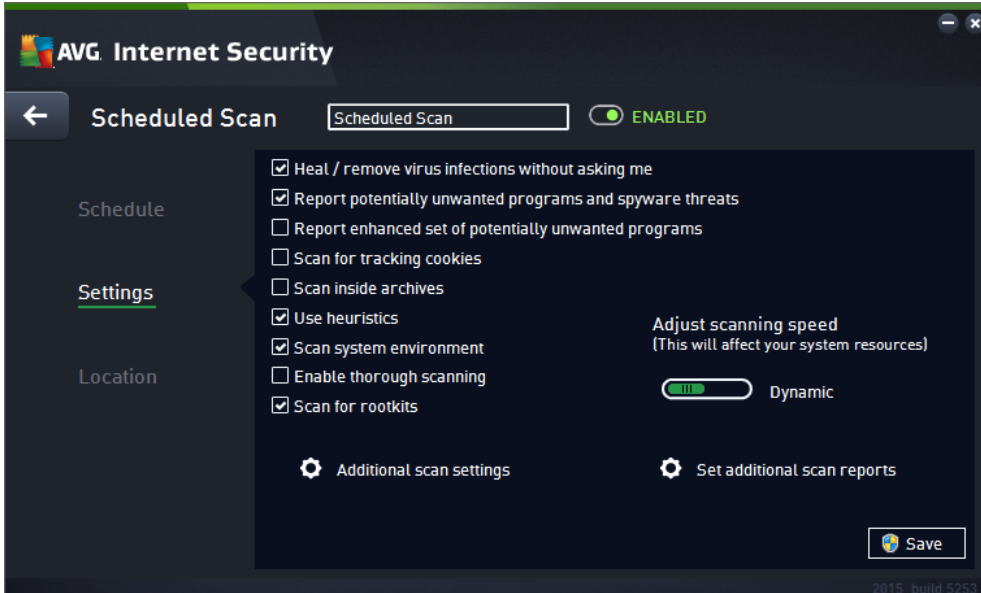 AVG Internet Security
Scheduled Scan
Scheduled Scan
ENABLED
Schedule
Settings
Location
Heal / remove virus infections without asking me
Report potentially unwanted programs and spyware threats
Report enhanced set of potentially unwanted programs
Scan for tracking cookies
Scan inside archives
Use heuristics
Scan system environment
Enable thorough scanning
Scan for rootkits
Adjust scanning speed
(This will affect your system resources)
Dynamic
Additional scan settings
Set additional scan reports
Save
2015 build 5253